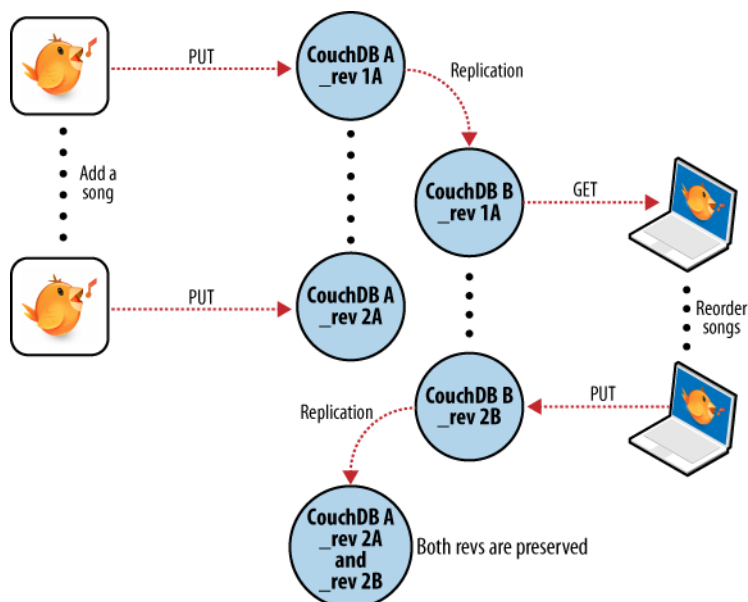 PUT
CouchDB A
_rev 1A
Replication
Add a
song
CouchDB B
_rev 1A
GET
PUT
CouchDB A
_rev 2A
Reorder
songs
Replication
CouchDB B
_rev 2B
PUT
CouchDB A
_rev 2A
and
_rev 2B
Both revs are preserved